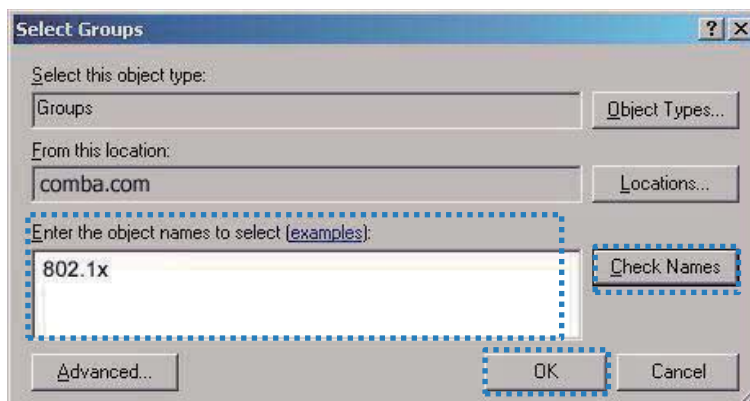 Select Groups
Select this object type:
Groups
Object Types...
From this location:
comba.com
Locations...
Enter the object names to select (examples):
802.1x
Check Names
Advanced...
OK
Cancel